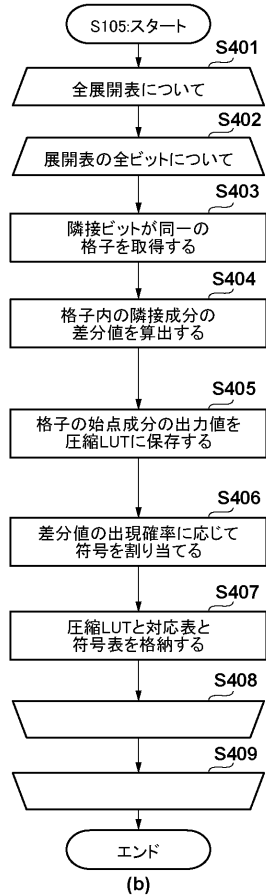 S105:スタート
S401
全展開表について
S402
展開表の全ビットについて
S403
隣接ビットが同一の
格子を取得する
S404
格子内の隣接成分の
差分値を算出する
S405
格子の始点成分の出力値を
圧縮LUTに保存する
S406
差分値の出現確率に応じて
符号を割り当てる
S407
圧縮LUTと対応表と
符号表を格納する
S408
S409
エンド
(b)